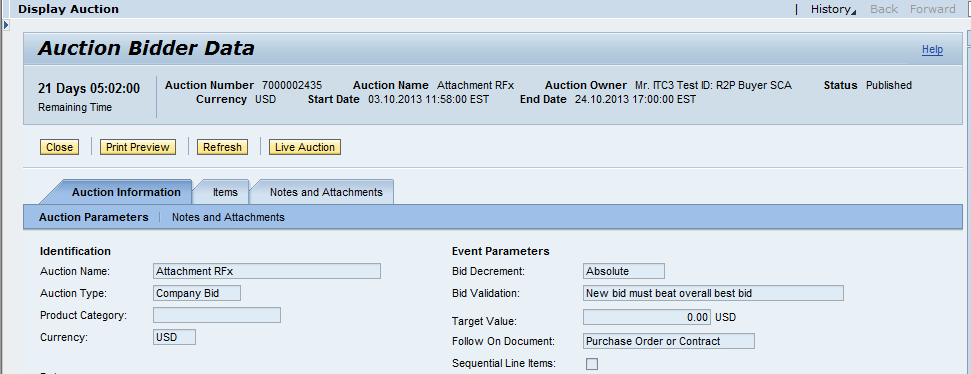 Display Auction | History Back Forward
Auction Bidder Data Help
21 Days 05:02:00 Auction Number 7000002435 Auction Name Attachment RFx Auction Owner Mr. ITC3 Test ID: R2P Buyer SCA Status Published
Remaining Time Currency USD Start Date 03.10.2013 11:58:00 EST End Date 24.10.2013 17:00:00 EST
Close Print Preview Refresh Live Auction
Auction Information Items Notes and Attachments
Auction Parameters Notes and Attachments
Identification Event Parameters
Auction Name: Attachment RFx Bid Decrement: Absolute
Auction Type: Company Bid Bid Validation: New bid must beat overall best bid
Product Category: Target Value: 0.00 USD
Currency: USD Follow On Document: Purchase Order or Contract
Sequential Line Items: